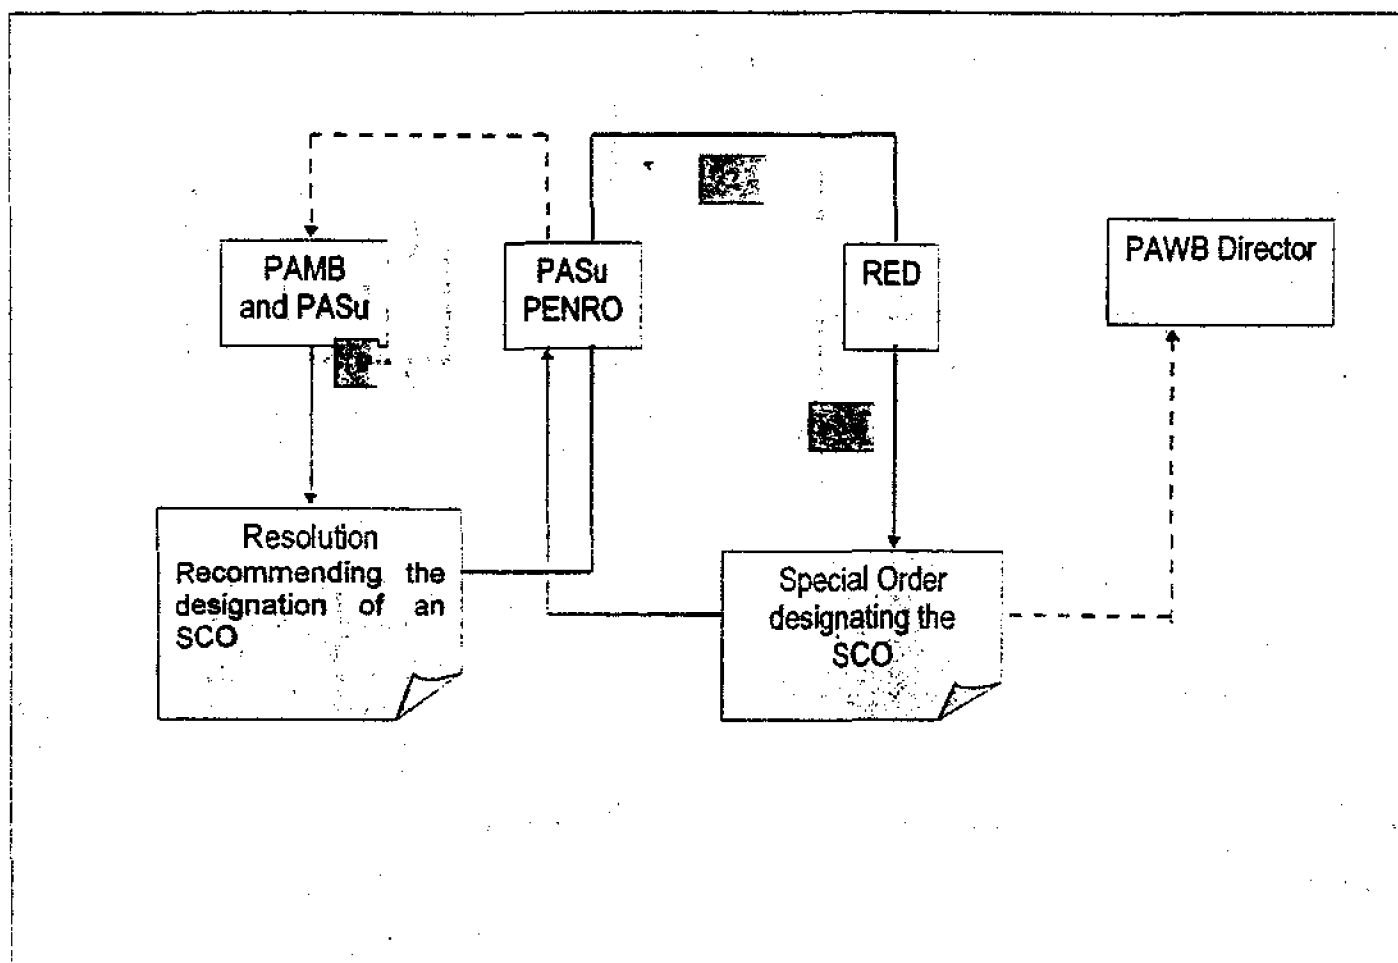 PAMB
and PASu
PASu
PENRO
RED
PAWB Director
Resolution
Recommending the
designation of an
SCO
Special Order
designating the
SCO